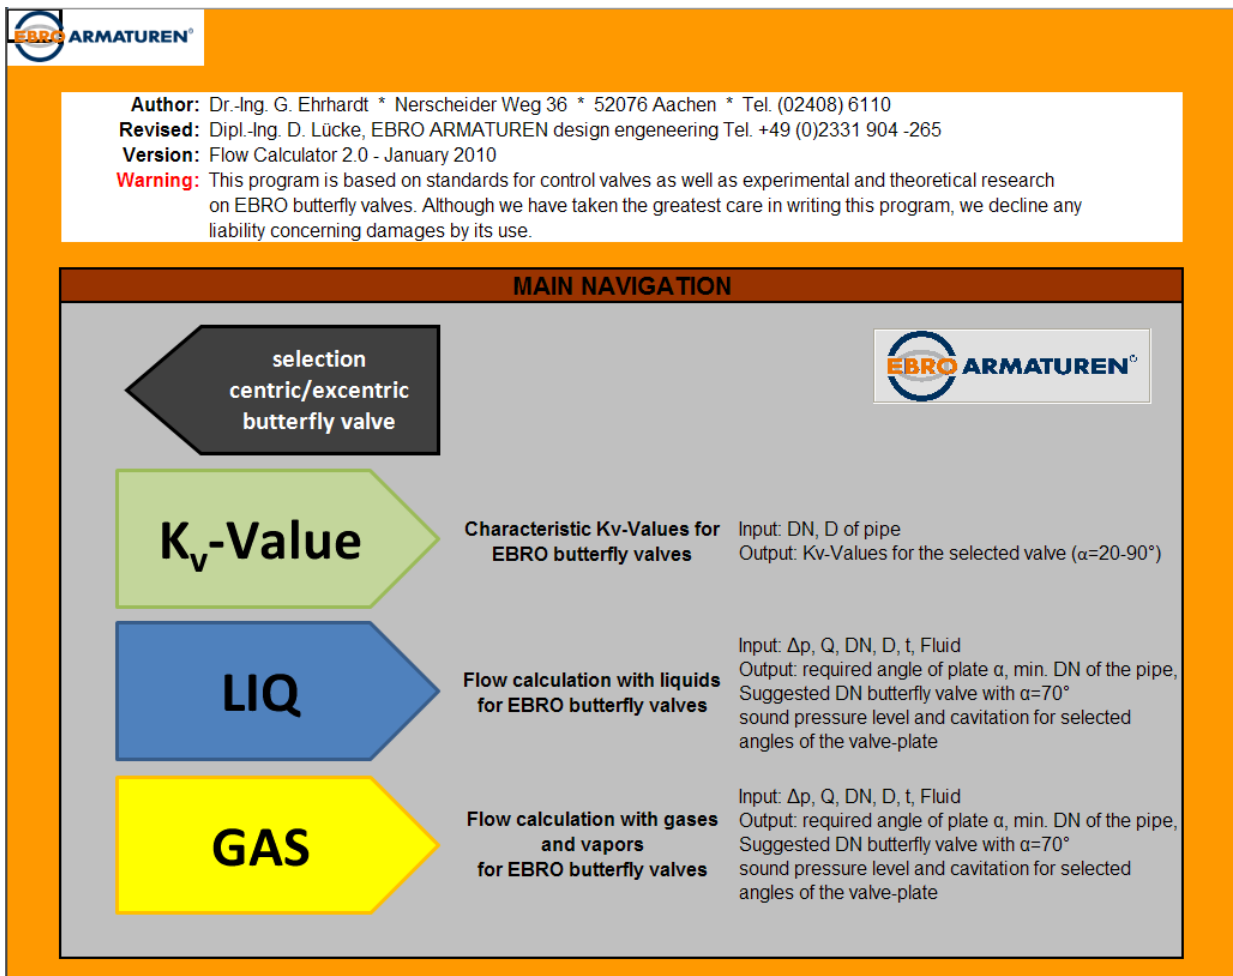 EBRO ARMATUREN©
Author: Dr.-Ing. G. Ehrhardt * Nerscheider Weg 36 * 52076 Aachen * Tel. (02408) 6110
Revised: Dipl.-Ing. D. Lücke, EBRO ARMATUREN design engeneering Tel. +49 (0)2331 904 -265
Version: Flow Calculator 2.0 - January 2010
Warning: This program is based on standards for control valves as well as experimental and theoretical research
on EBRO butterfly valves. Although we have taken the greatest care in writing this program, we decline any
liability concerning damages by its use.
MAIN NAVIGATION
selection
centric/excentric
butterfly valve
EBRO ARMATUREN©
Kv-Value
Characteristic Kv-Values for
EBRO butterfly valves
Input: DN, D of pipe
Output: Kv-Values for the selected valve (α=20-90°)
LIQ
Flow calculation with liquids
for EBRO butterfly valves
Input: Δp, Q, DN, D, t, Fluid
Output: required angle of plate α, min. DN of the pipe,
Suggested DN butterfly valve with α=70°
sound pressure level and cavitation for selected
angles of the valve-plate
GAS
Flow calculation with gases
and vapors
for EBRO butterfly valves
Input: Δp, Q, DN, D, t, Fluid
Output: required angle of plate α, min. DN of the pipe,
Suggested DN butterfly valve with α=70°
sound pressure level and cavitation for selected
angles of the valve-plate